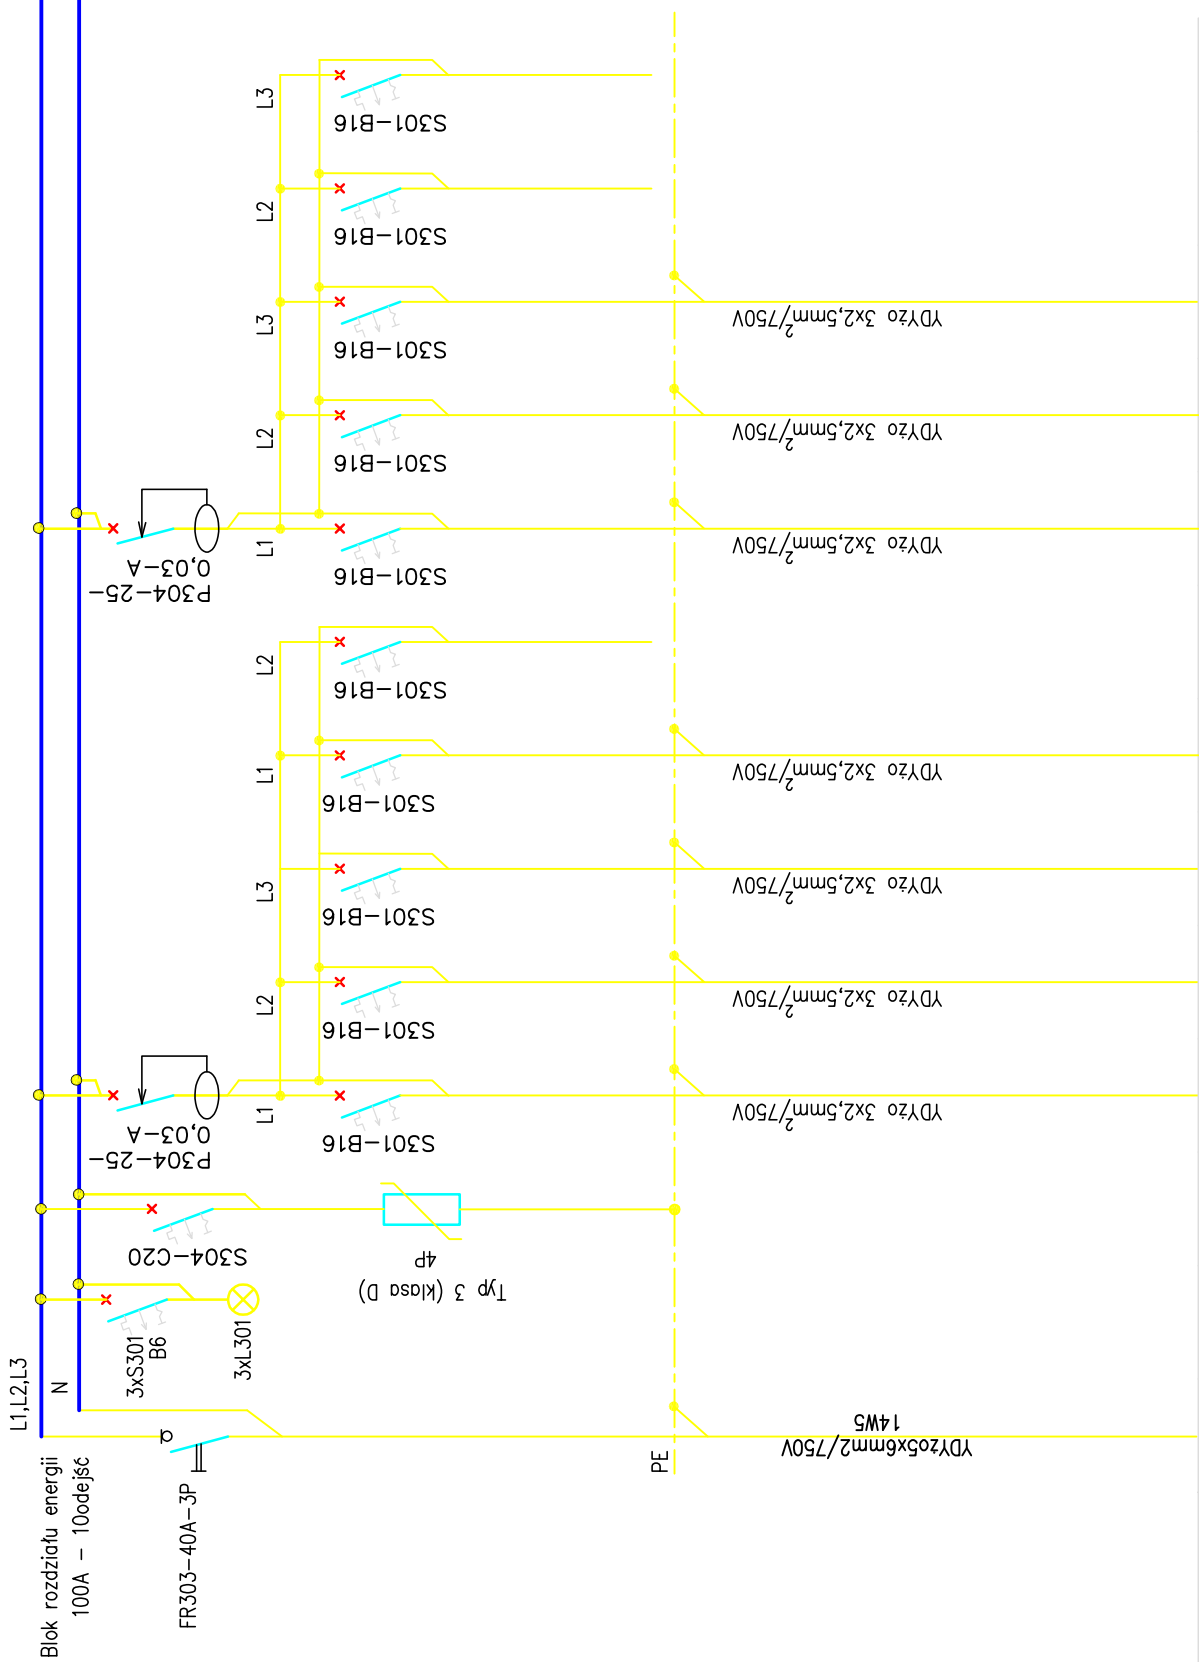 Blok rozdziału energii
100A - 10odejść
L1,L2,L3
N
FR303-40A-3P
PE
YDYżo5x6mm2/750V
14W5
3xS301
B6
3xL301
S304-C20
Typ 3 (klasa D)
4P
P304-25-
0,03-A
L1
S301-B16
YDYżo 3x2,5mm²/750V
L2
S301-B16
YDYżo 3x2,5mm²/750V
L3
S301-B16
YDYżo 3x2,5mm²/750V
L1
S301-B16
YDYżo 3x2,5mm²/750V
L2
S301-B16
P304-25-
0,03-A
L1
S301-B16
YDYżo 3x2,5mm²/750V
L2
S301-B16
YDYżo 3x2,5mm²/750V
L3
S301-B16
YDYżo 3x2,5mm²/750V
L2
S301-B16
L3
S301-B16